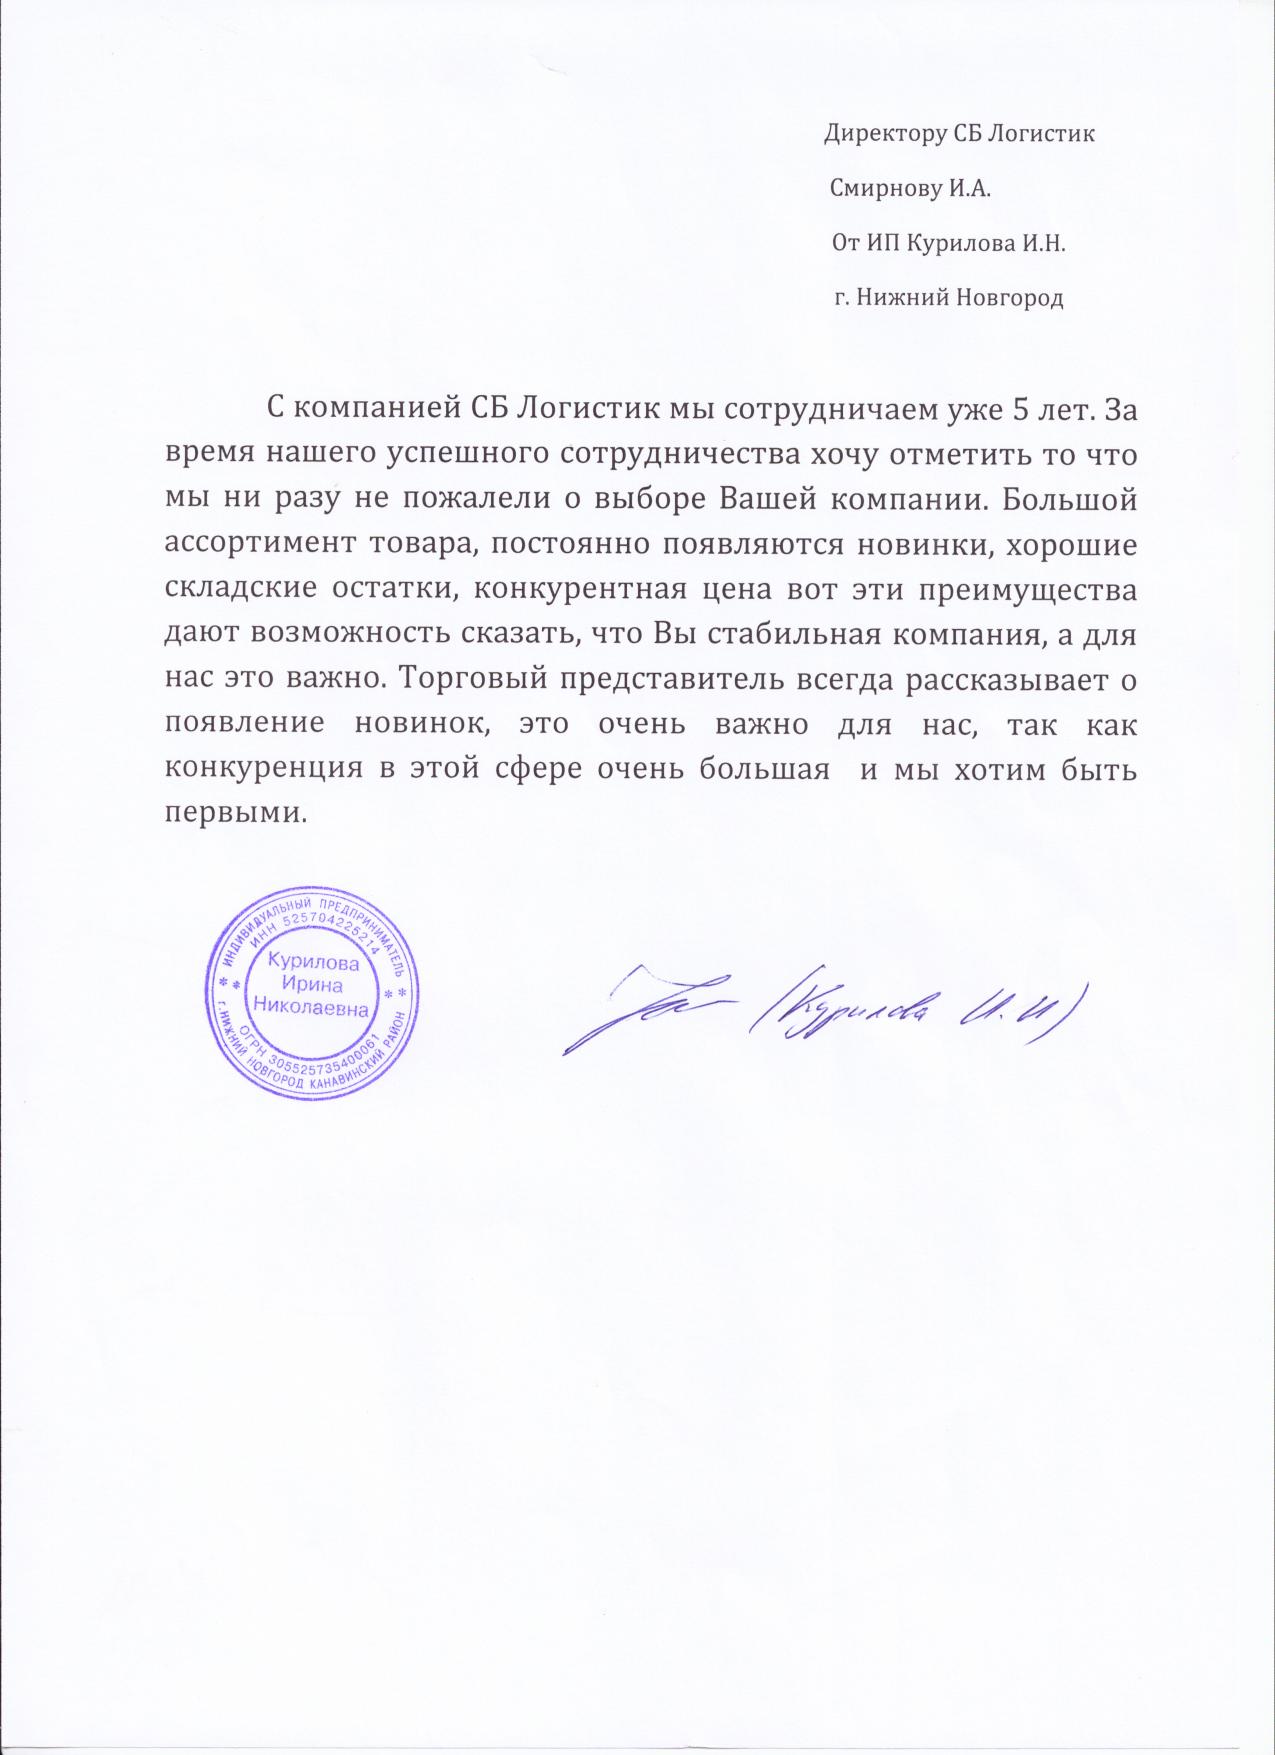 Директору СБ Логистик
Смирнову И.А.
От ИП Курилова И.Н.
г. Нижний Новгород
С компанией СБ Логистик мы сотрудничаем уже 5 лет. За
время нашего успешного сотрудничества хочу отметить то что
мы ни разу не пожалели о выборе Вашей компании. Большой
ассортимент товара, постоянно появляются новинки, хорошие
складские остатки, конкурентная цена вот эти преимущества
дают возможность сказать, что Вы стабильная компания, а для
нас это важно. Торговый представитель всегда рассказывает о
появление новинок, это очень важно для нас, так как
конкуренция в этой сфере очень большая  и мы хотим быть
первыми.
* ИНДИВИДУАЛЬНЫЙ ПРЕДПРИНИМАТЕЛЬ *
* ИНН 525704225214 *
Курилова
Ирина
Николаевна
ОГРН 305525735400061
г.НИЖНИЙ НОВГОРОД КАНАВИНСКИЙ РАЙОН
(Курилова И.Н)